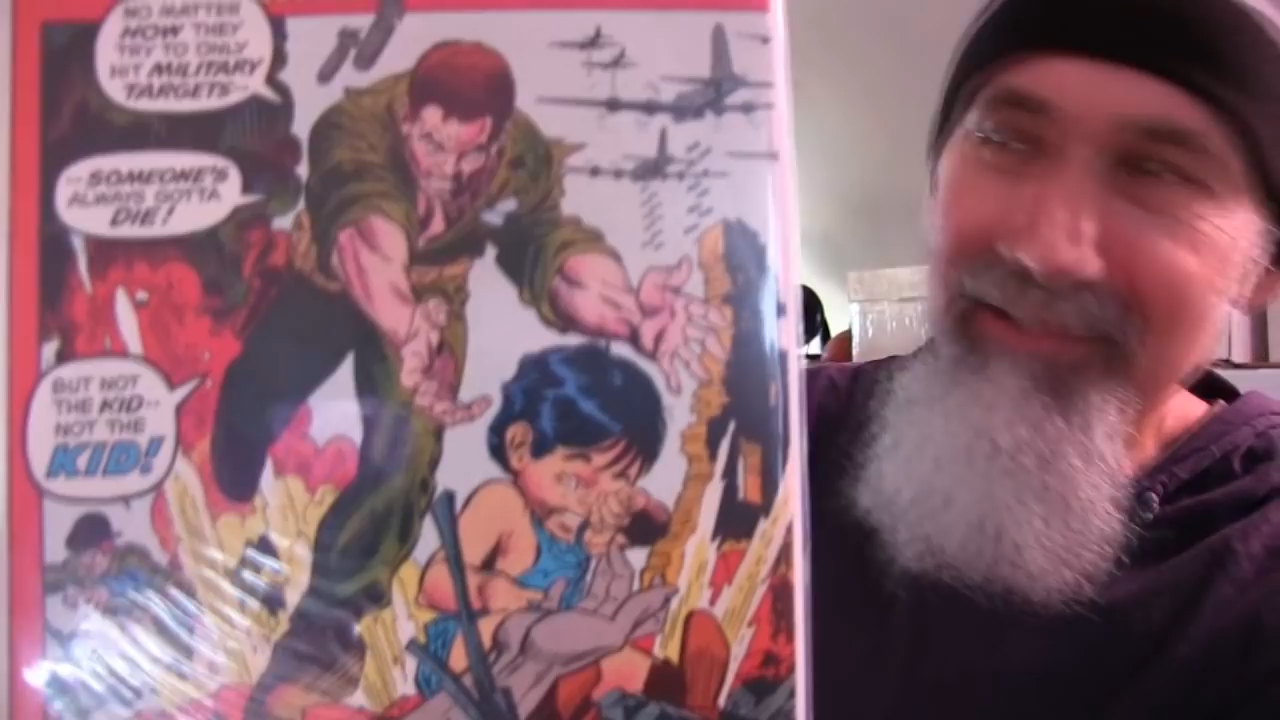 NO MATTER
HOW THEY
TRY TO ONLY
HIT MILITARY
TARGETS--
--SOMEONE'S
ALWAYS GOTTA
DIE!
BUT NOT
THE KID--
NOT THE
KID!